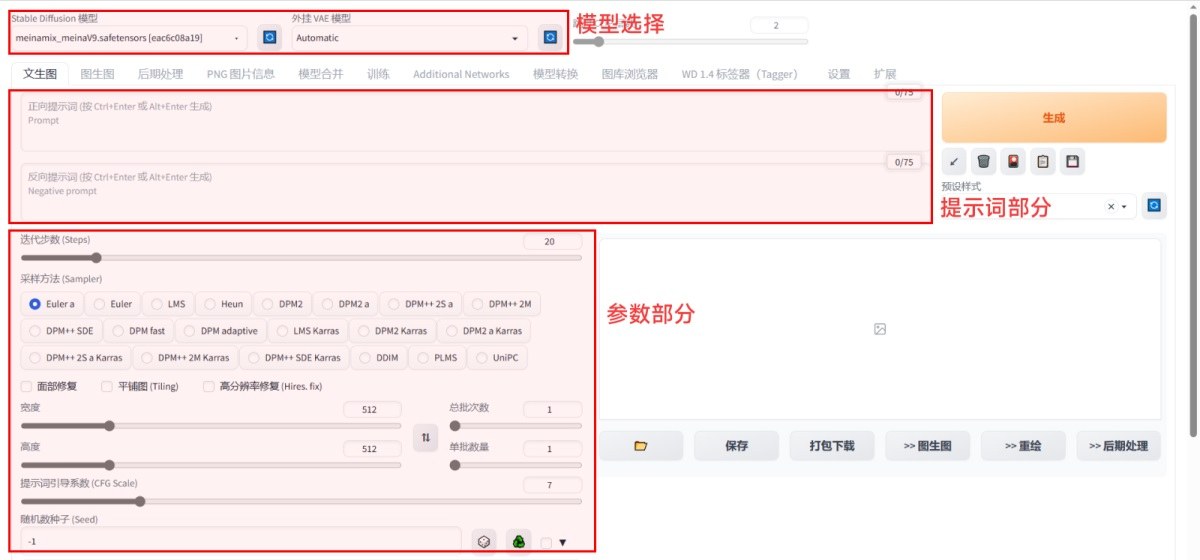 Stable Diffusion 模型 外挂 VAE 模型
meinamix_meinaV9.safetensors [eac6c08a19] Automatic 模型选择 2
文生图 图生图 后期处理 PNG 图片信息 模型合并 训练 Additional Networks 模型转换 图库浏览器 WD 1.4 标签器（Tagger） 设置 扩展
0/75
正向提示词 (按 Ctrl+Enter 或 Alt+Enter 生成)
Prompt
生成
0/75
反向提示词 (按 Ctrl+Enter 或 Alt+Enter 生成)
Negative prompt
预设样式
提示词部分
迭代步数 (Steps) 20
采样方法 (Sampler)
Euler a Euler LMS Heun DPM2 DPM2 a DPM++ 2S a DPM++ 2M
参数部分
DPM++ SDE DPM fast DPM adaptive LMS Karras DPM2 Karras DPM2 a Karras
DPM++ 2S a Karras DPM++ 2M Karras DPM++ SDE Karras DDIM PLMS UniPC
面部修复 平铺图 (Tiling) 高分辨率修复 (Hires. fix)
宽度 512 总批次数 1
高度 512 单批数量 1
保存 打包下载 >> 图生图 >> 重绘 >> 后期处理
提示词引导系数 (CFG Scale) 7
随机数种子 (Seed)
-1